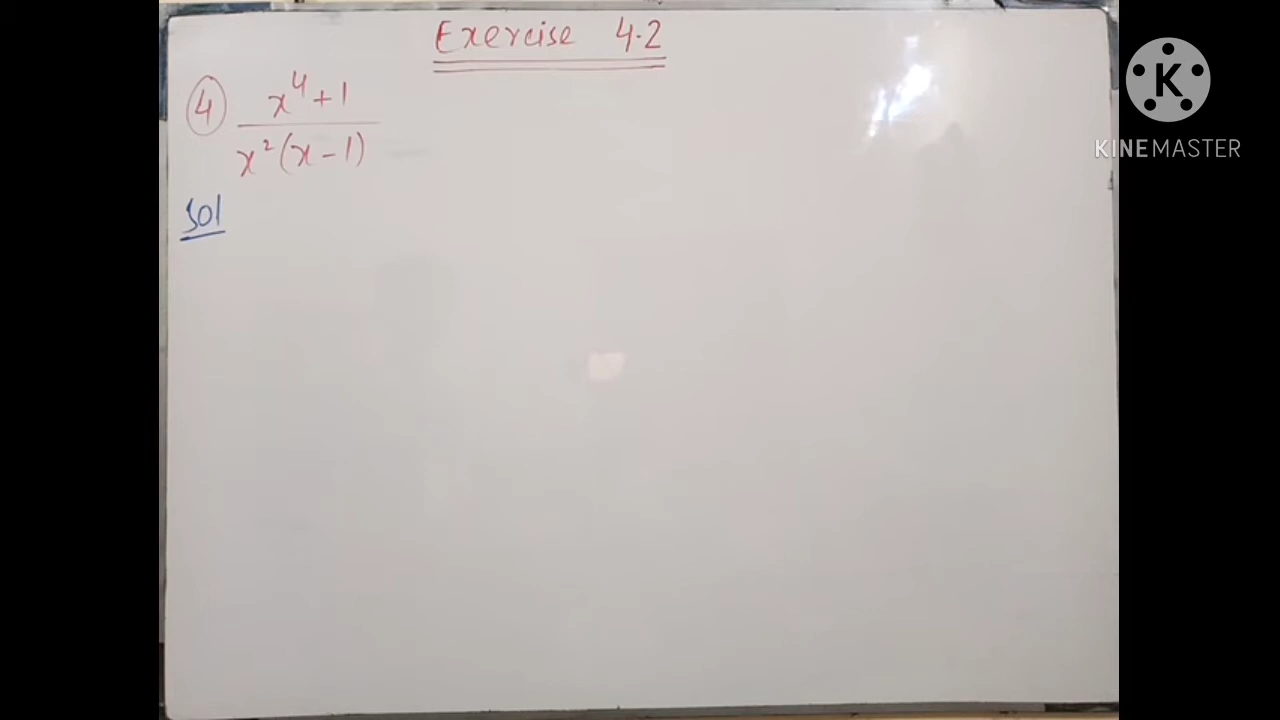 Exercise 4.2
④ x⁴+1
x²(x-1)
Sol
K
KINEMASTER